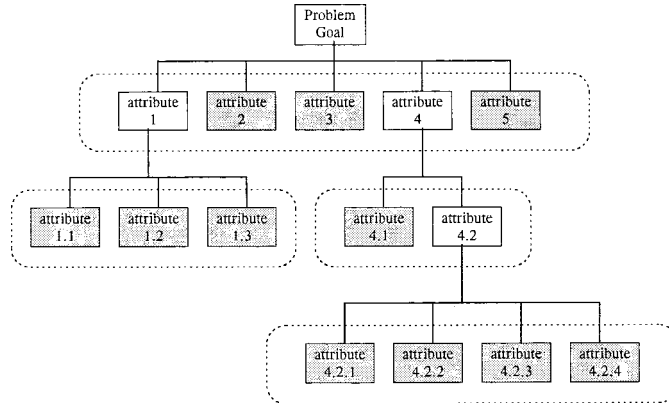 Problem
Goal
attribute
1
attribute
2
attribute
3
attribute
4
attribute
5
attribute
1.1
attribute
1.2
attribute
1.3
attribute
4.1
attribute
4.2
attribute
4.2.1
attribute
4.2.2
attribute
4.2.3
attribute
4.2.4